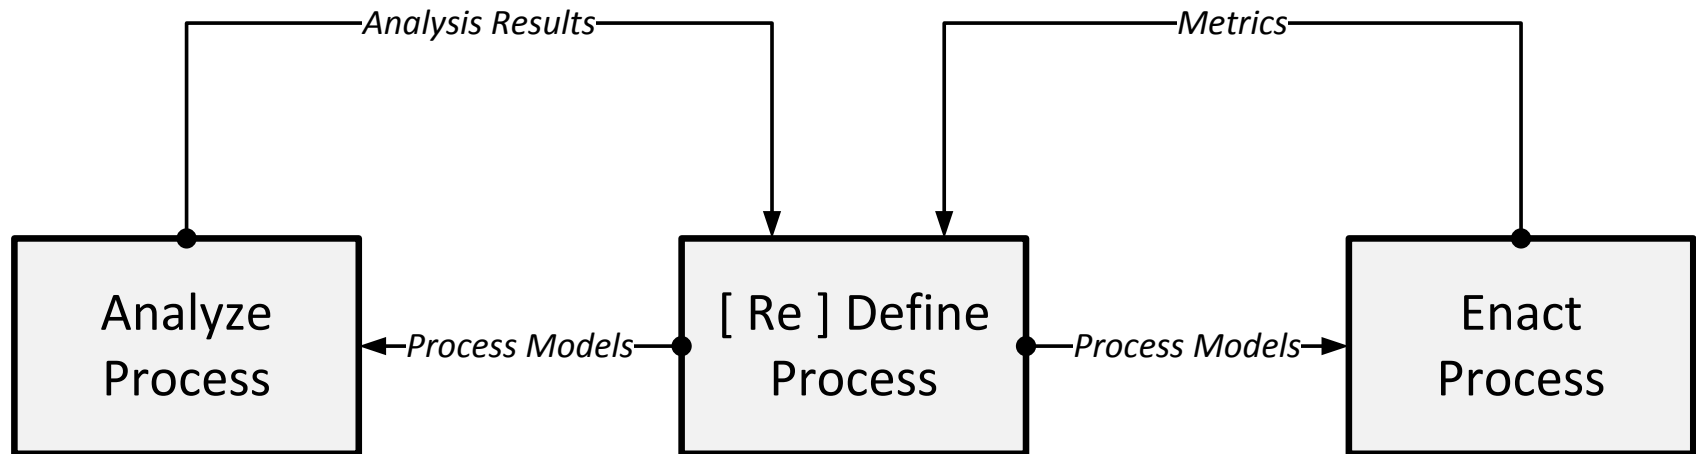 Analysis Results
Metrics
Analyze
Process
Process Models
[ Re ] Define
Process
Process Models
Enact
Process